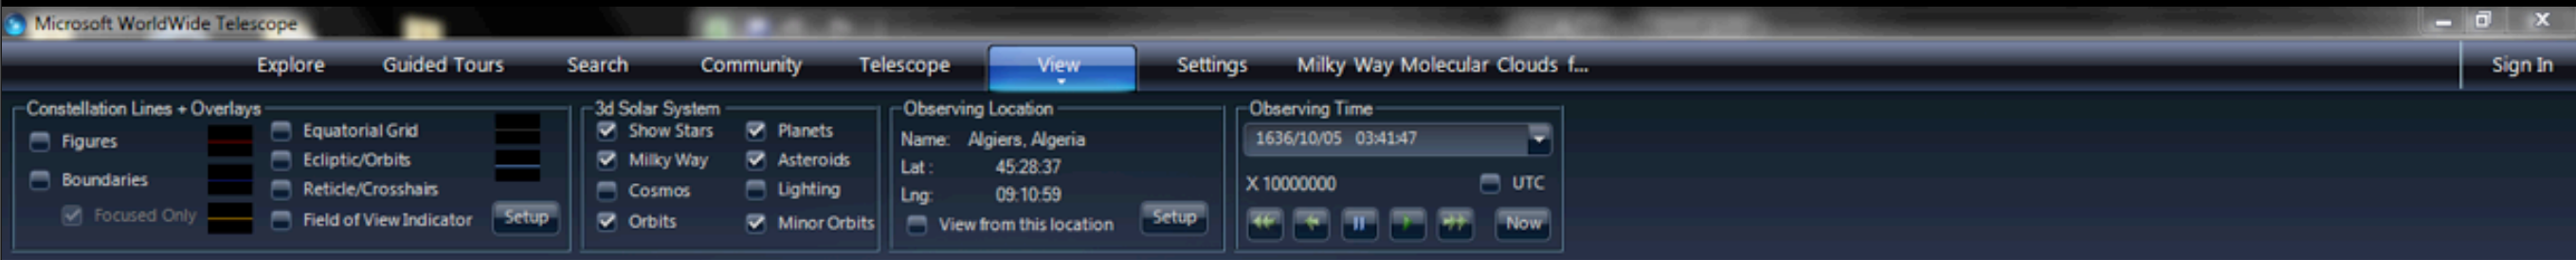 Microsoft WorldWide Telescope
Explore Guided Tours Search Community Telescope View Settings Milky Way Molecular Clouds f... Sign In
Constellation Lines + Overlays
Figures
Boundaries
Focused Only
Equatorial Grid
Ecliptic/Orbits
Reticle/Crosshairs
Field of View Indicator
Setup
3d Solar System
Show Stars
Milky Way
Cosmos
Orbits
Planets
Asteroids
Lighting
Minor Orbits
Observing Location
Name: Algiers, Algeria
Lat : 45:28:37
Lng: 09:10:59
View from this location
Setup
Observing Time
1636/10/05 03:41:47
X 10000000
UTC
Now